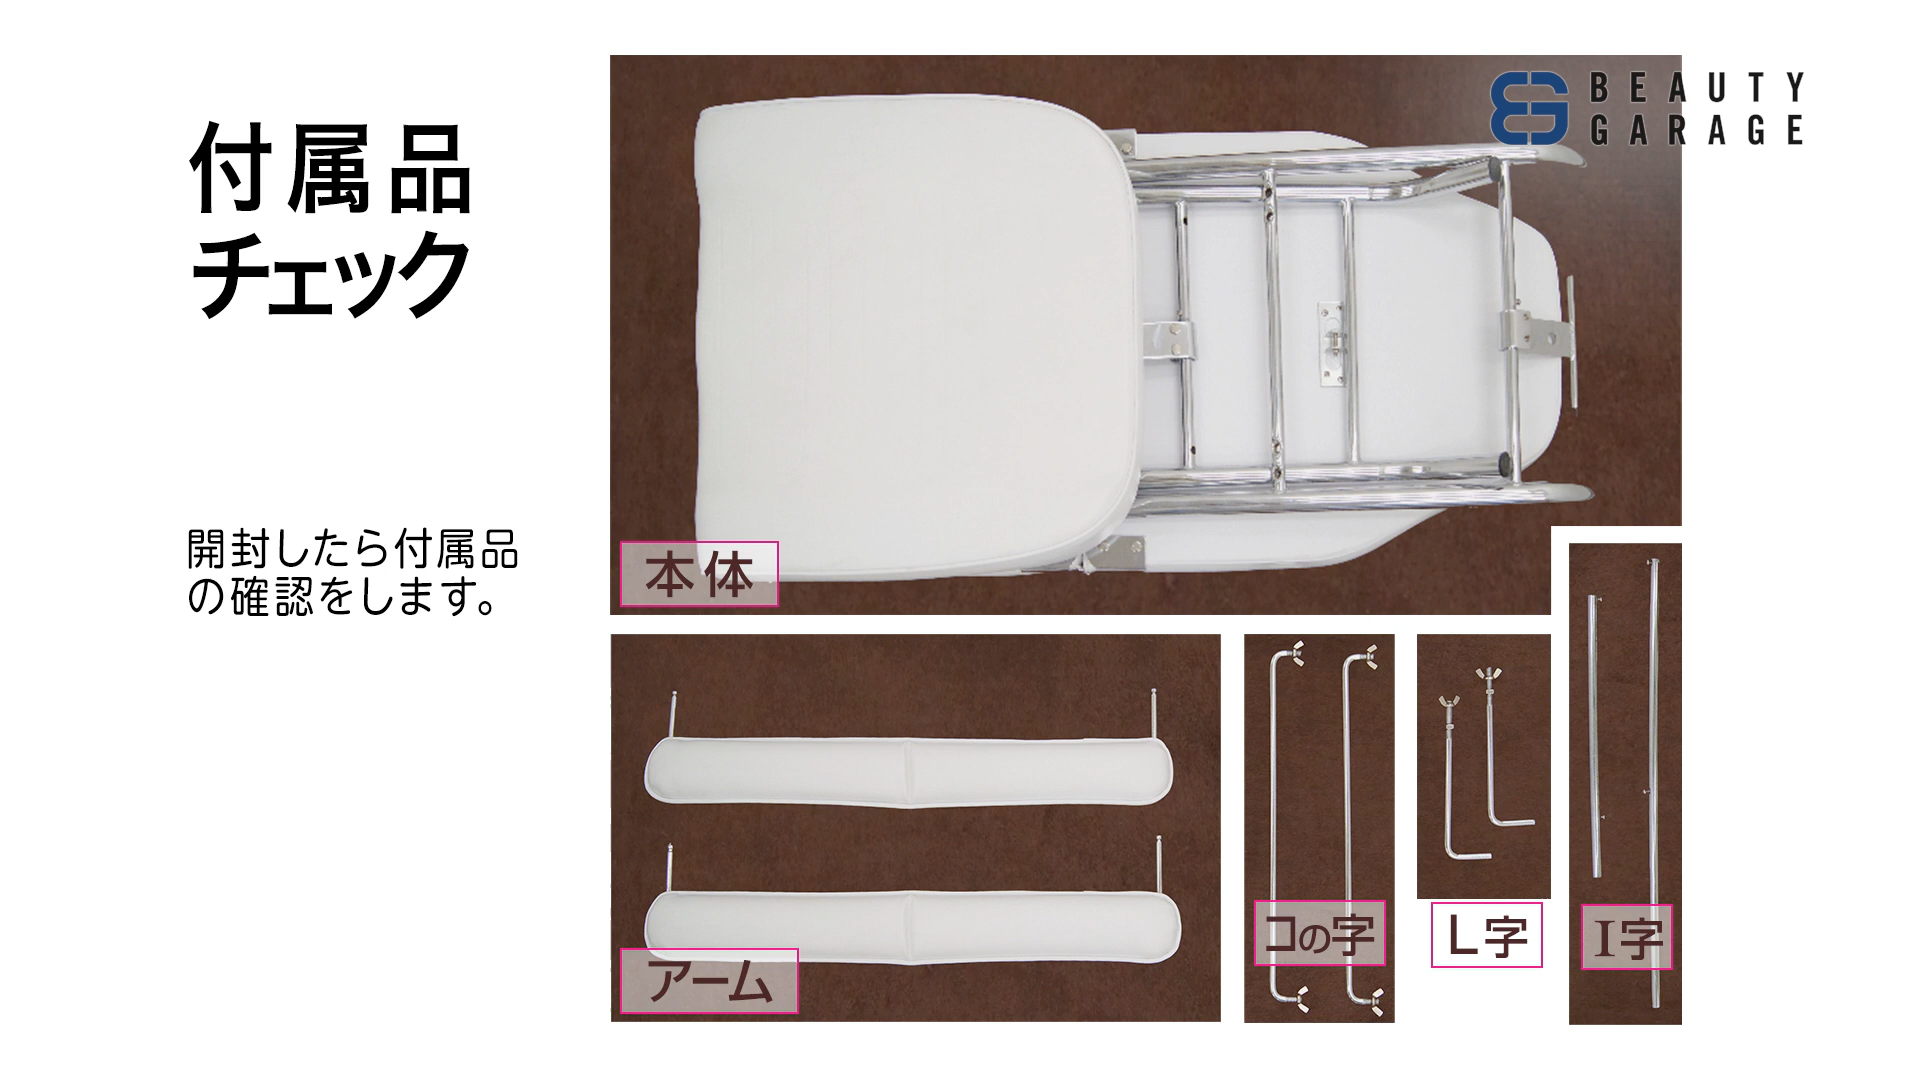 付属品
チェック
開封したら付属品
の確認をします。
BEAUTY
GARAGE
本体
アーム
コの字
L字
I字